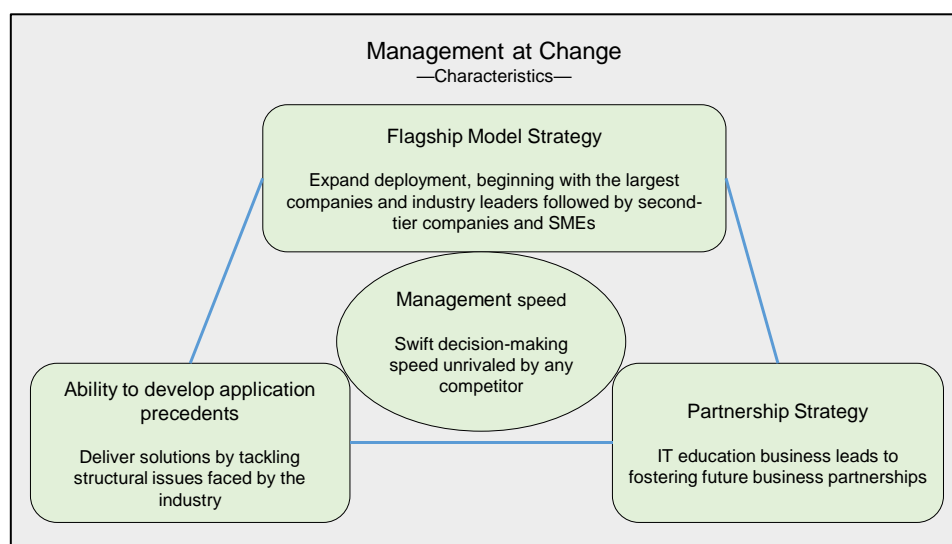 Management at Change
—Characteristics—
Flagship Model Strategy
Expand deployment, beginning with the largest
companies and industry leaders followed by second-
tier companies and SMEs
Management speed
Swift decision-making
speed unrivaled by any
competitor
Ability to develop application
precedents
Deliver solutions by tackling
structural issues faced by the
industry
Partnership Strategy
IT education business leads to
fostering future business partnerships